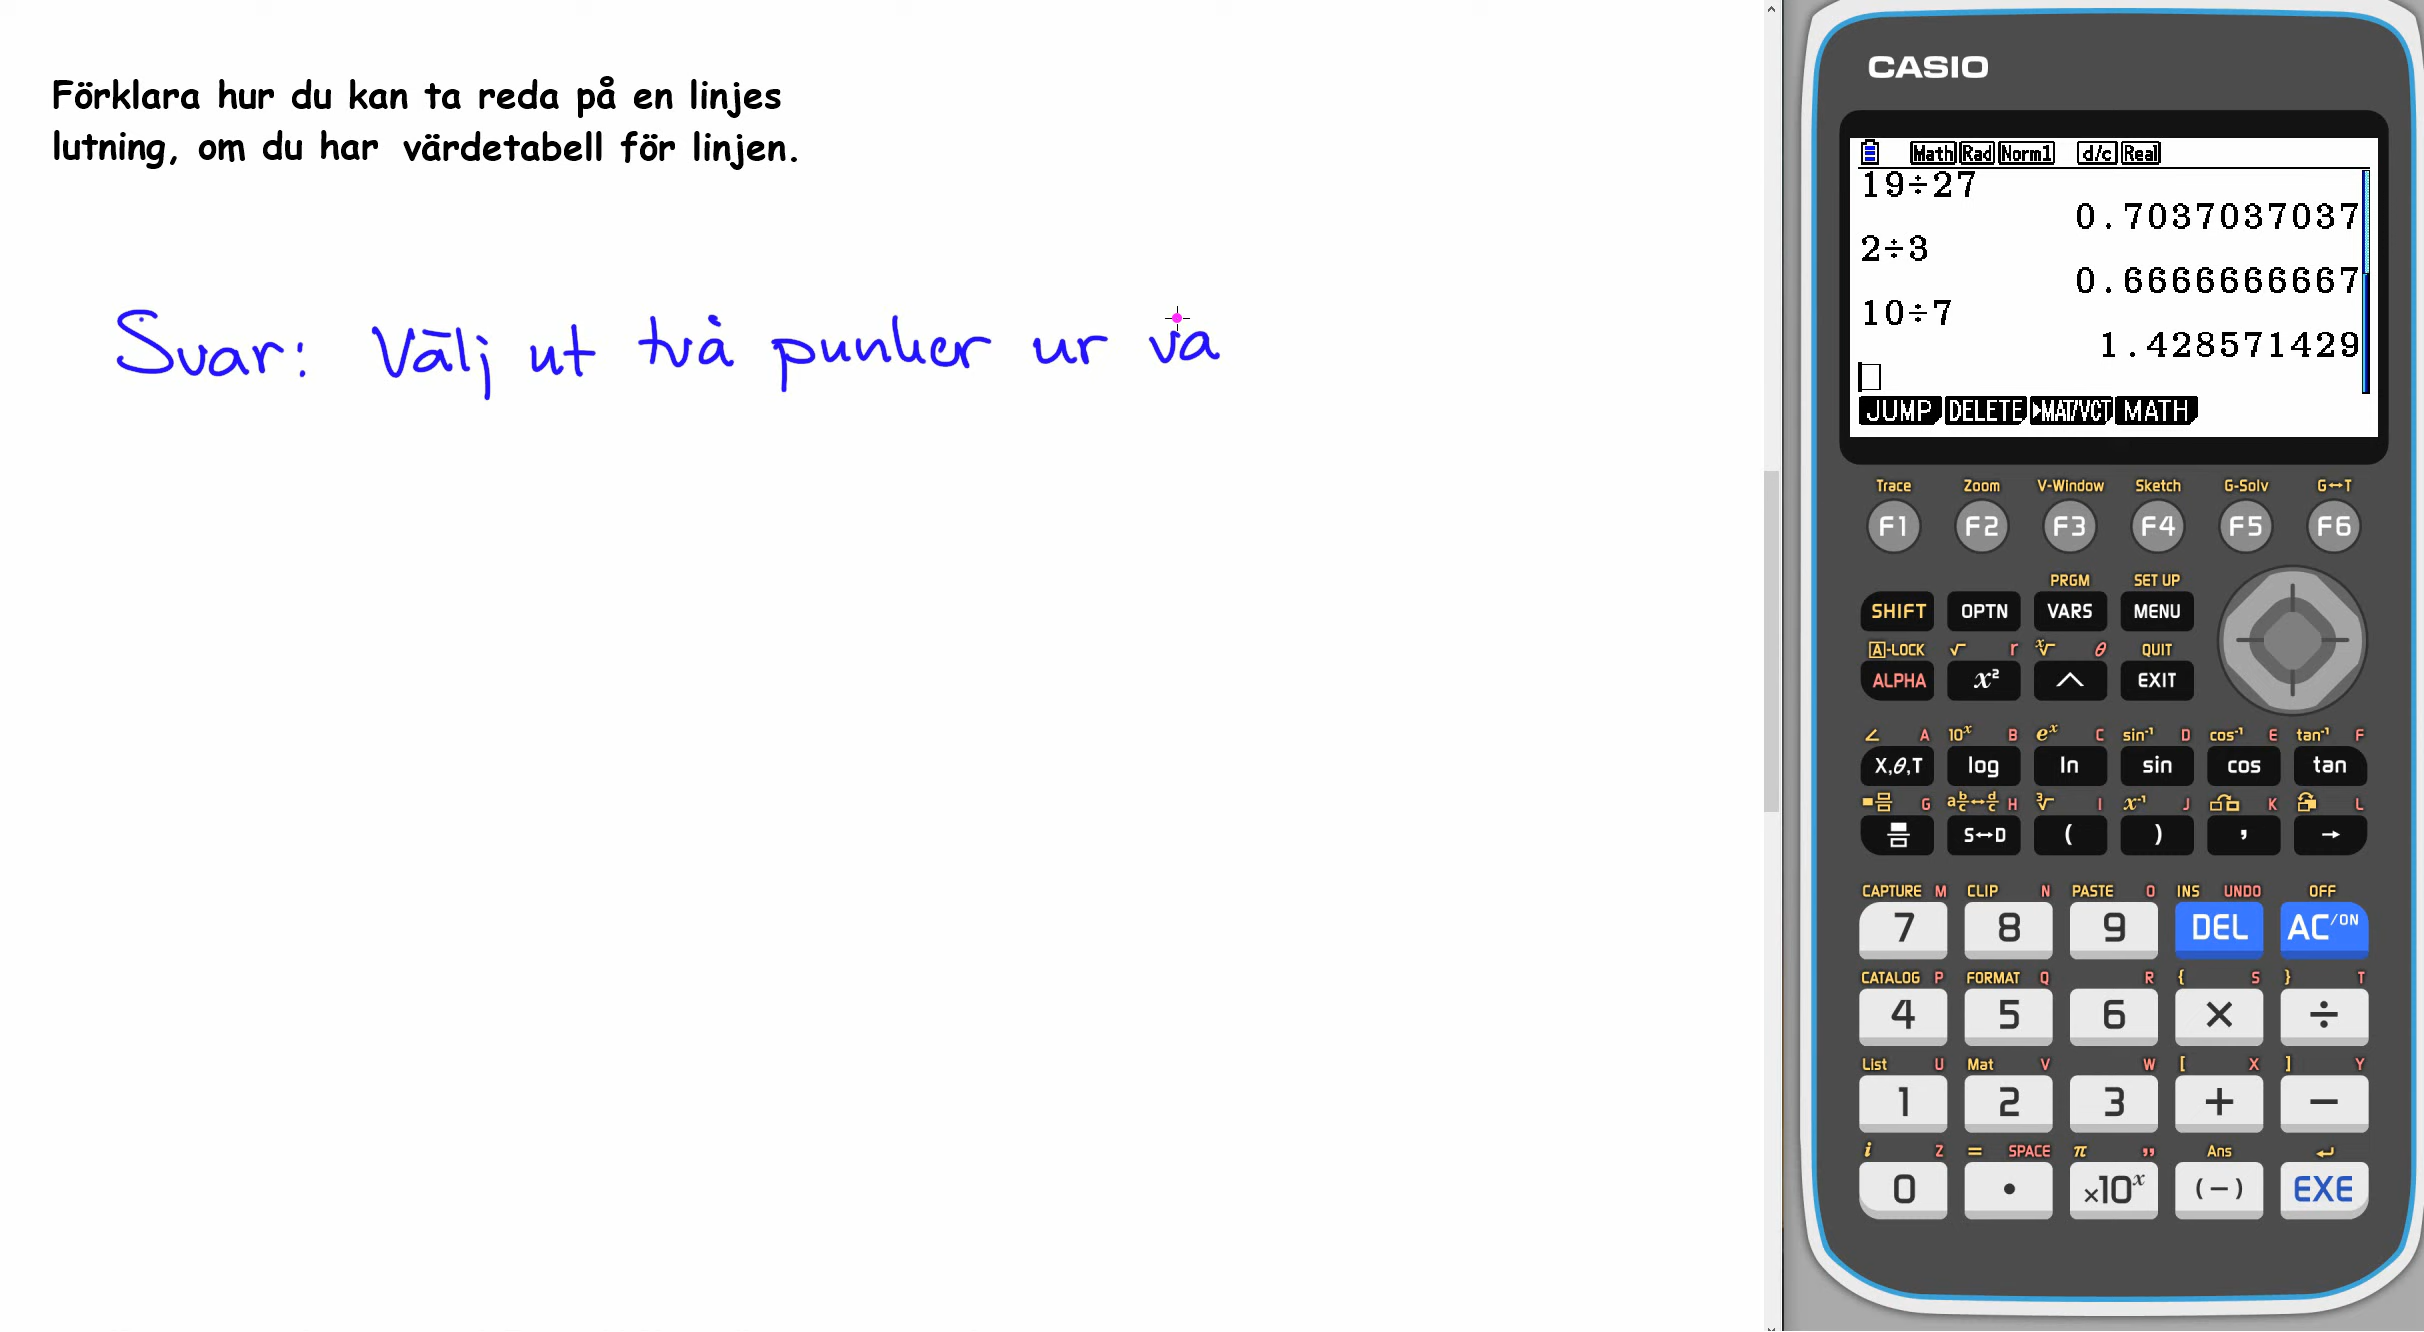 Förklara hur du kan ta reda på en linjes
lutning, om du har värdetabell för linjen.
Svar: Välj ut två punker ur va
CASIO
Math Rad Norm1 d/c Real
19÷27
0.7037037037
2÷3
0.6666666667
10÷7
1.428571429
JUMP DELETE ▶MAT/VCT MATH
Trace Zoom V-Window Sketch G-Solv G↔T
F1 F2 F3 F4 F5 F6
PRGM SET UP
SHIFT OPTN VARS MENU
A-LOCK √ r ˣ√ θ QUIT
ALPHA x² ^ EXIT
∠ A 10ˣ B eˣ C sin⁻¹ D cos⁻¹ E tan⁻¹ F
X,θ,T log ln sin cos tan
G a b/c↔d/c H ³√ I x⁻¹ J K L
S↔D ( ) , →
CAPTURE M CLIP N PASTE O INS UNDO OFF
7 8 9 DEL AC/ON
CATALOG P FORMAT Q R { S } T
4 5 6 × ÷
List U Mat V W [ X ] Y
1 2 3 + −
i Z = SPACE π " Ans ↵
0 • ×10ˣ (−) EXE